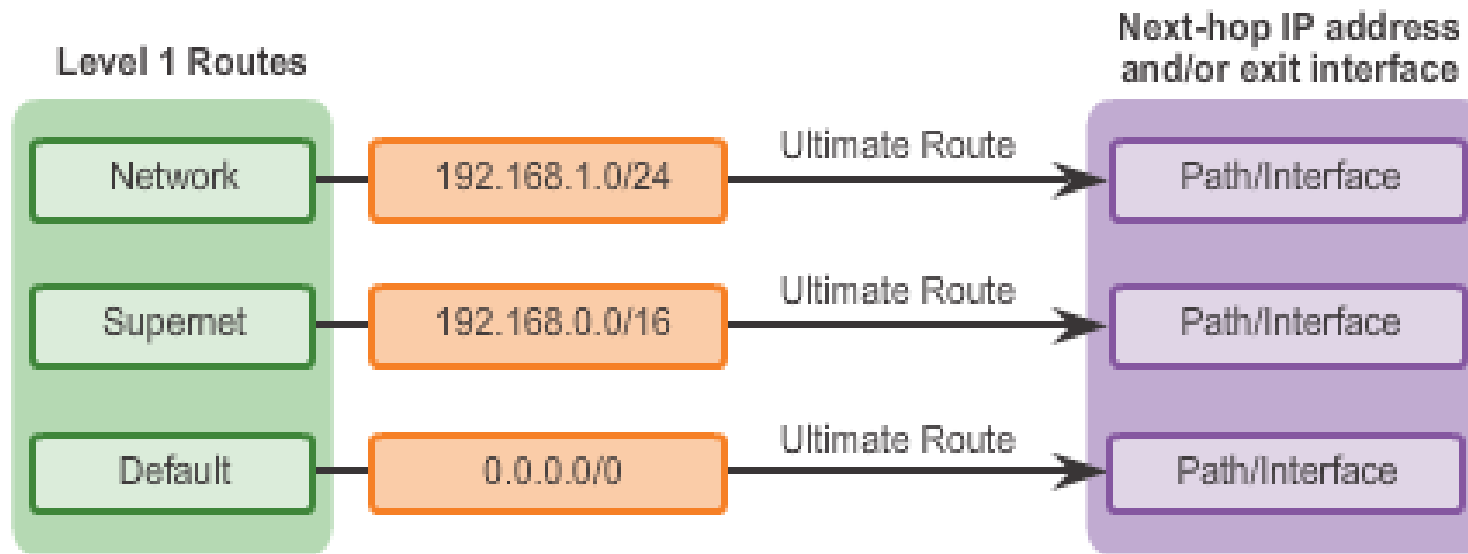 Level 1 Routes
Next-hop IP address
and/or exit interface
Network
192.168.1.0/24
Ultimate Route
Path/Interface
Supernet
192.168.0.0/16
Ultimate Route
Path/Interface
Default
0.0.0.0/0
Ultimate Route
Path/Interface